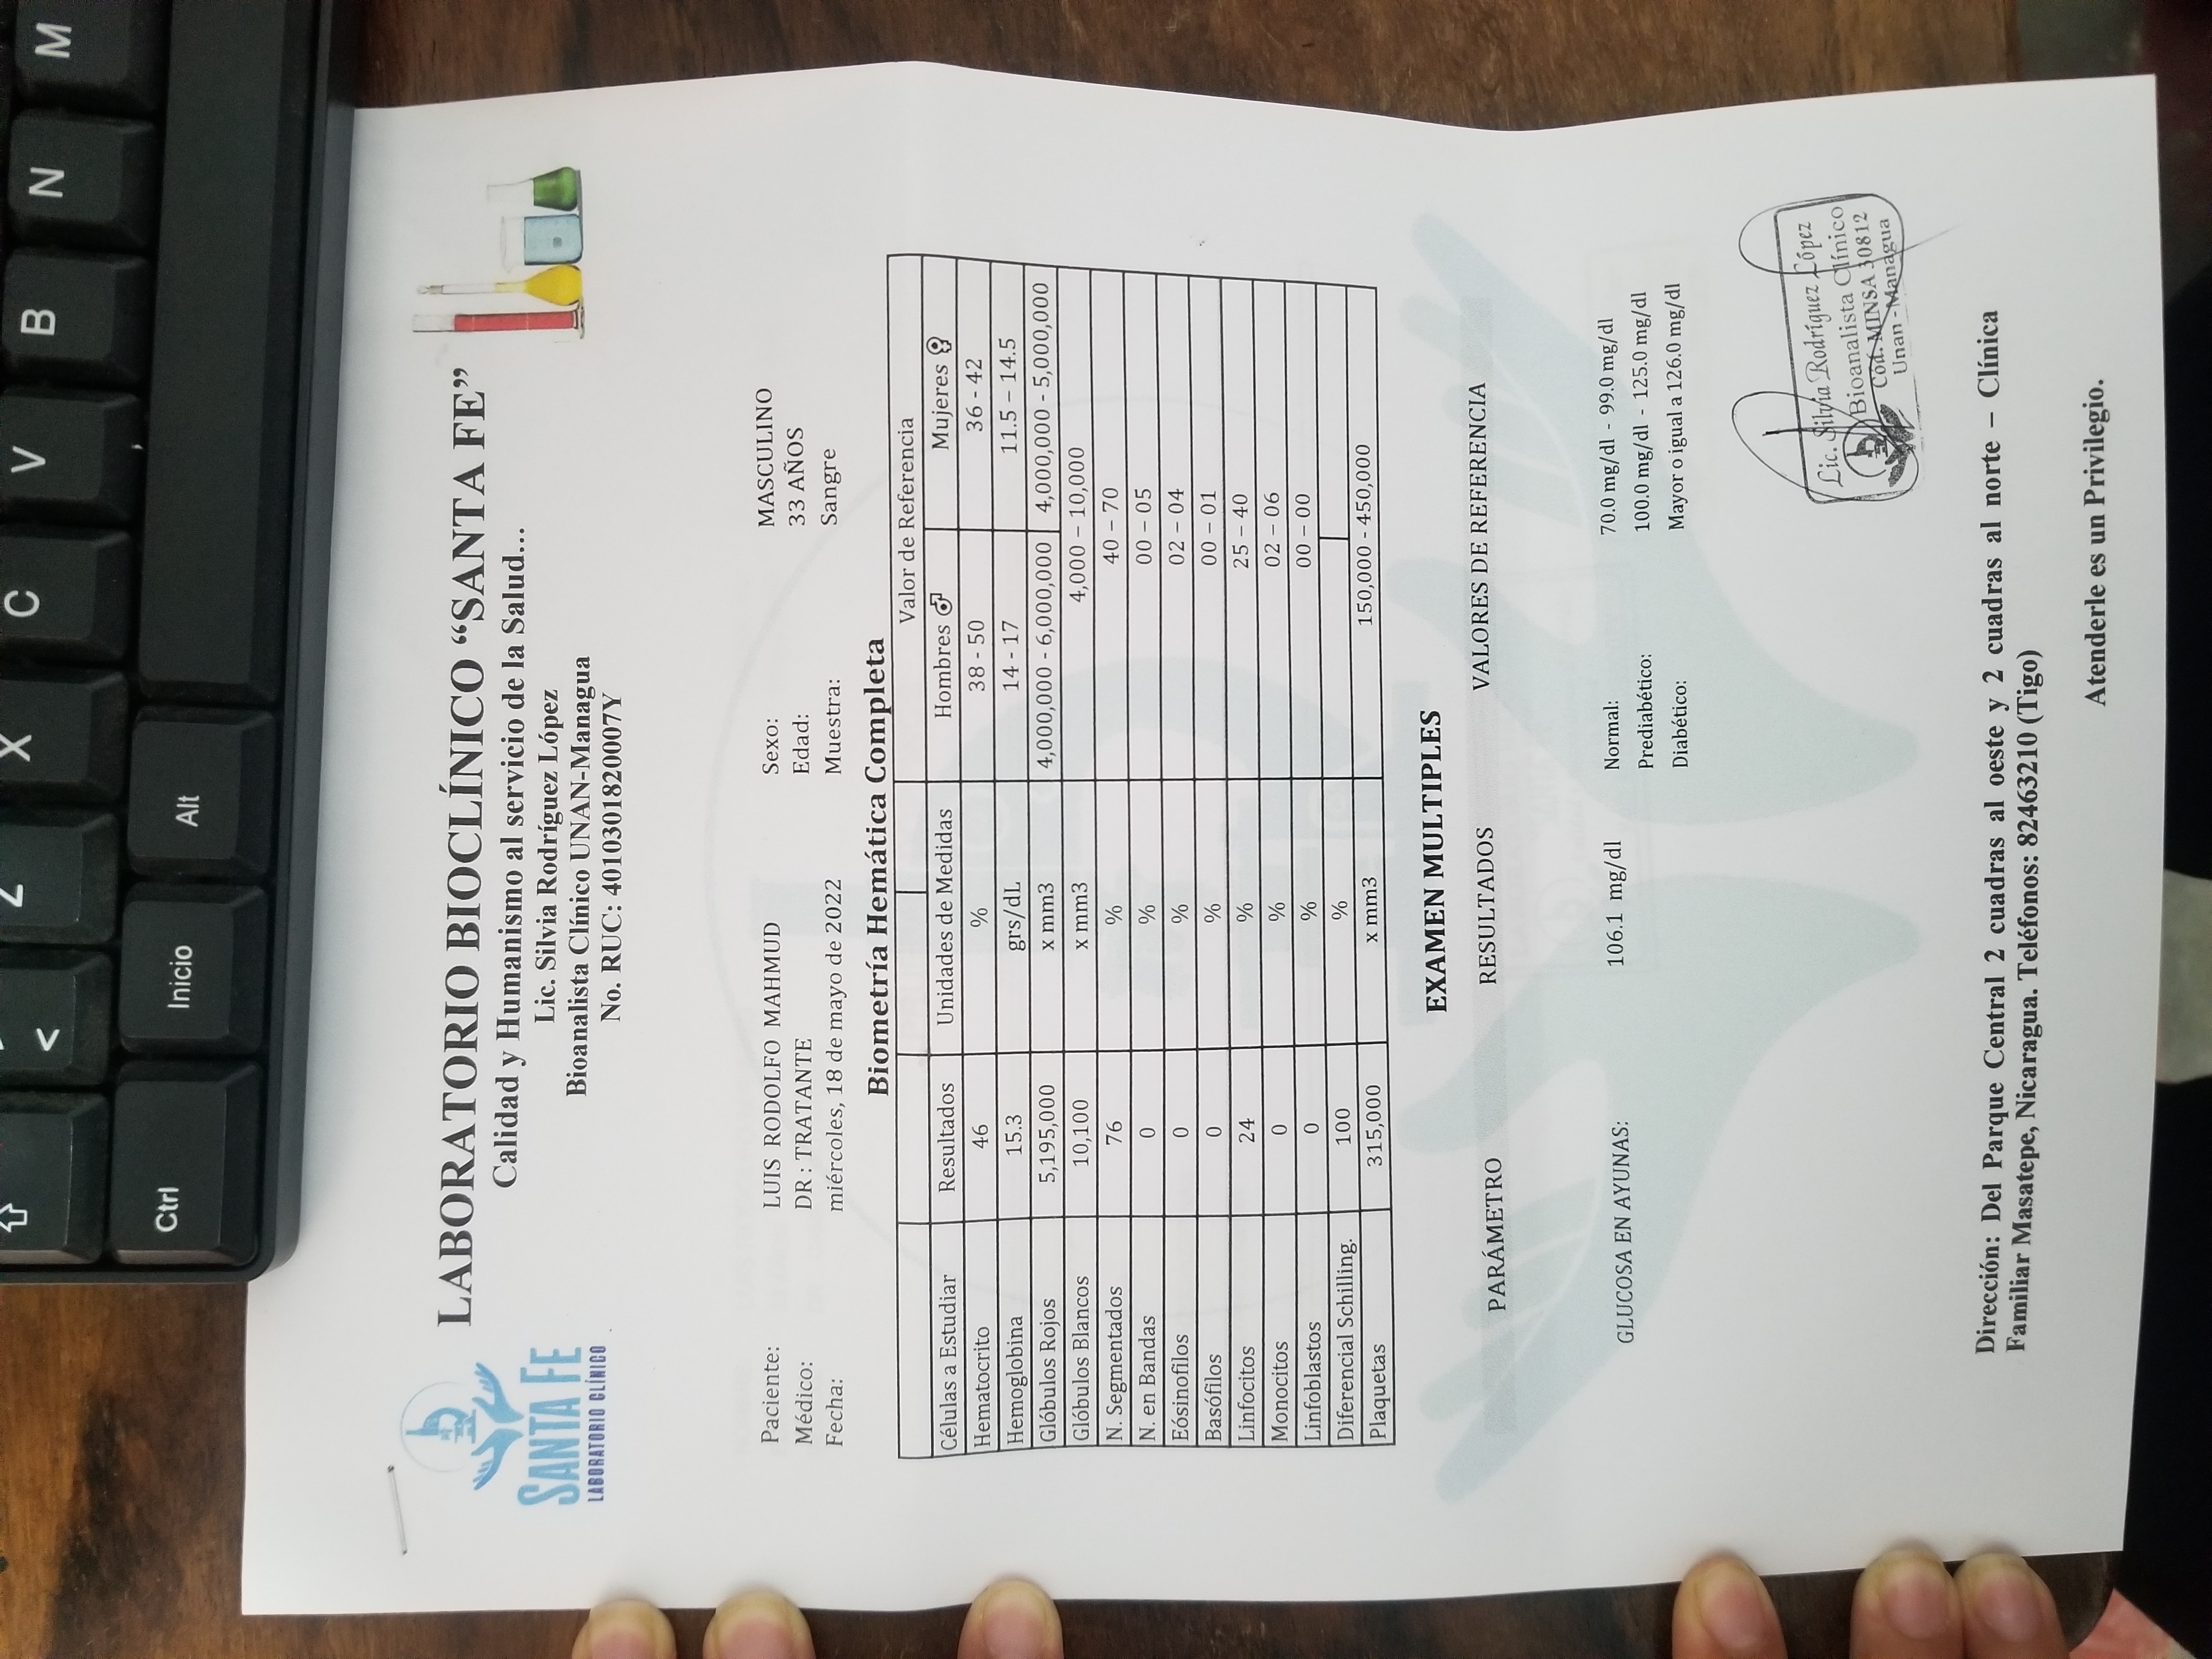 Z X C V B N M
<
Ctrl Inicio Alt
SANTA FE
LABORATORIO CLÍNICO
LABORATORIO BIOCLÍNICO “SANTA FE”
Calidad y Humanismo al servicio de la Salud...
Lic. Silvia Rodríguez López
Bioanalista Clínico UNAN-Managua
No. RUC: 4010301820007Y
Paciente: LUIS RODOLFO MAHMUD Sexo: MASCULINO
Médico: DR : TRATANTE Edad: 33 AÑOS
Fecha: miércoles, 18 de mayo de 2022 Muestra: Sangre
Biometría Hemática Completa
Valor de Referencia
Células a Estudiar Resultados Unidades de Medidas Hombres Mujeres
Hematocrito 46 % 38 - 50 36 - 42
Hemoglobina 15.3 grs/dL 14 - 17 11.5 – 14.5
Glóbulos Rojos 5,195,000 x mm3 4,000,000 - 6,000,000 4,000,000 - 5,000,000
Glóbulos Blancos 10,100 x mm3 4,000 – 10,000
N. Segmentados 76 % 40 – 70
N. en Bandas 0 % 00 – 05
Eósinofilos 0 % 02 – 04
Basófilos 0 % 00 – 01
Linfocitos 24 % 25 – 40
Monocitos 0 % 02 – 06
Linfoblastos 0 % 00 – 00
Diferencial Schilling. 100 %
Plaquetas 315,000 x mm3 150,000 - 450,000
EXAMEN MULTIPLES
PARÁMETRO RESULTADOS VALORES DE REFERENCIA
GLUCOSA EN AYUNAS: 106.1 mg/dl Normal: 70.0 mg/dl - 99.0 mg/dl
Prediabético: 100.0 mg/dl - 125.0 mg/dl
Diabético: Mayor o igual a 126.0 mg/dl
Lic. Silvia Rodríguez López
Bioanalista Clínico
Cód. MINSA 30812
Unan - Managua
Dirección: Del Parque Central 2 cuadras al oeste y 2 cuadras al norte – Clínica
Familiar Masatepe, Nicaragua. Teléfonos: 82463210 (Tigo)
Atenderle es un Privilegio.